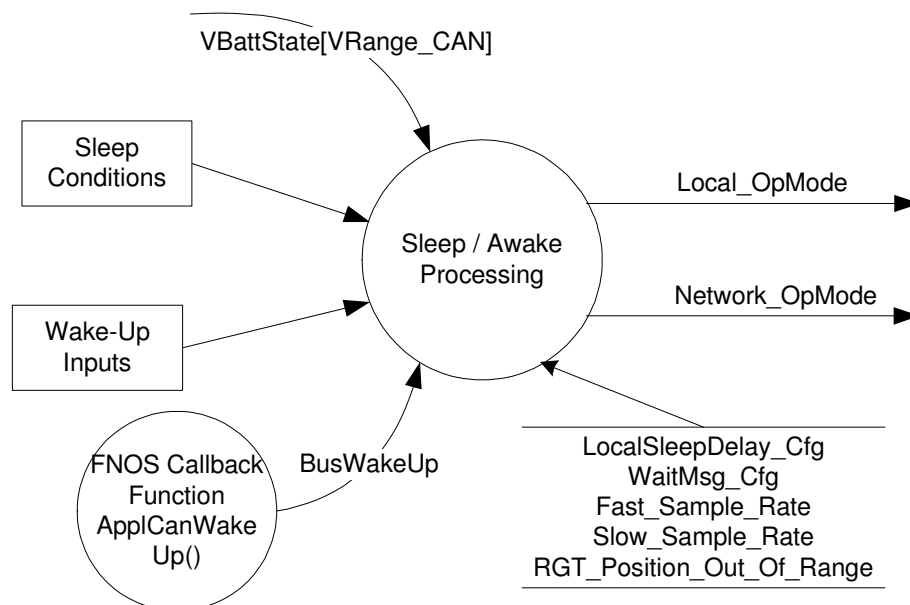 VBattState[VRange_CAN]
Sleep
Conditions
Local_OpMode
Sleep / Awake
Processing
Network_OpMode
Wake-Up
Inputs
FNOS Callback
Function
ApplCanWake
Up()
BusWakeUp
LocalSleepDelay_Cfg
WaitMsg_Cfg
Fast_Sample_Rate
Slow_Sample_Rate
RGT_Position_Out_Of_Range